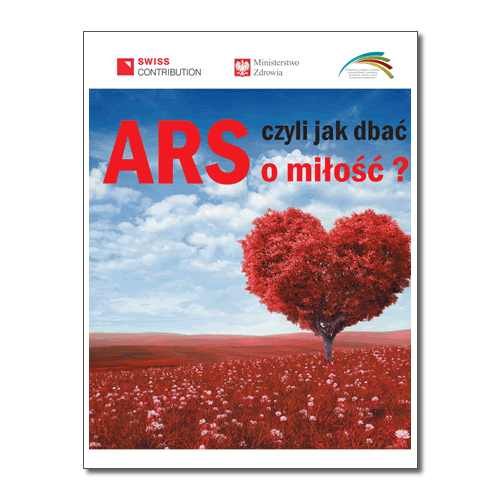 SWISS
CONTRIBUTION
Ministerstwo
Zdrowia
ARS czyli jak dbać
o miłość ?